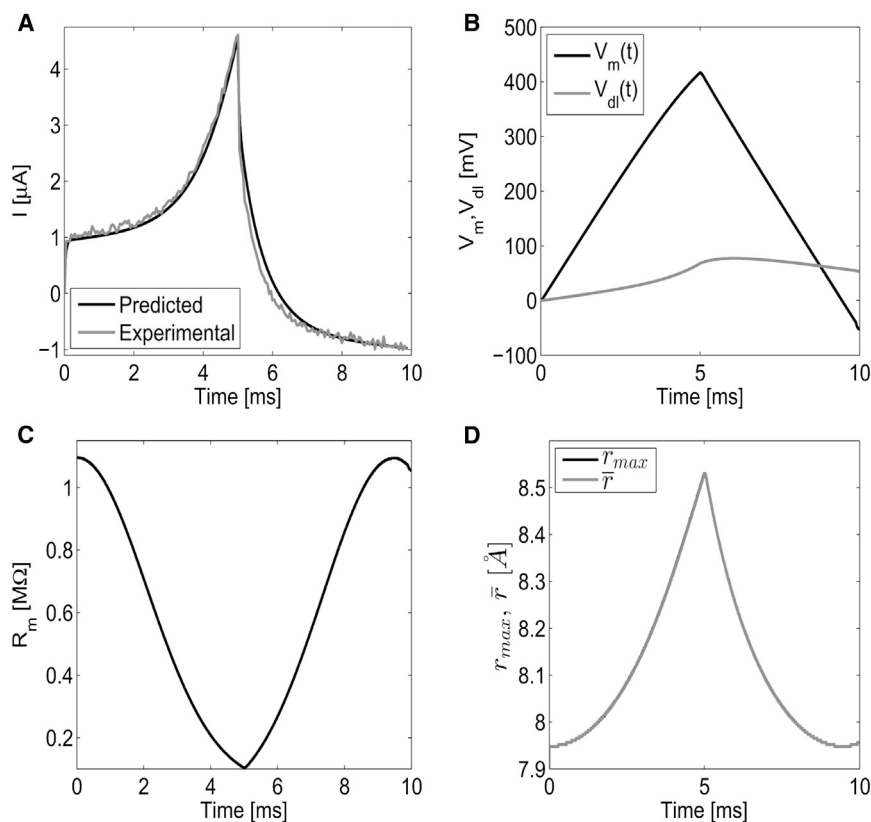 A
I [µA]
4
3
2
1
0
−1
Predicted
Experimental
0 2 4 6 8 10
Time [ms]
B
V_m, V_dl [mV]
500
400
300
200
100
0
−100
V_m(t)
V_dl(t)
0 5 10
Time [ms]
C
R_m [MΩ]
1
0.8
0.6
0.4
0.2
0 2 4 6 8 10
Time [ms]
D
r_max, r̄ [Å]
8.5
8.4
8.3
8.2
8.1
8
7.9
r_max
r̄
0 5 10
Time [ms]